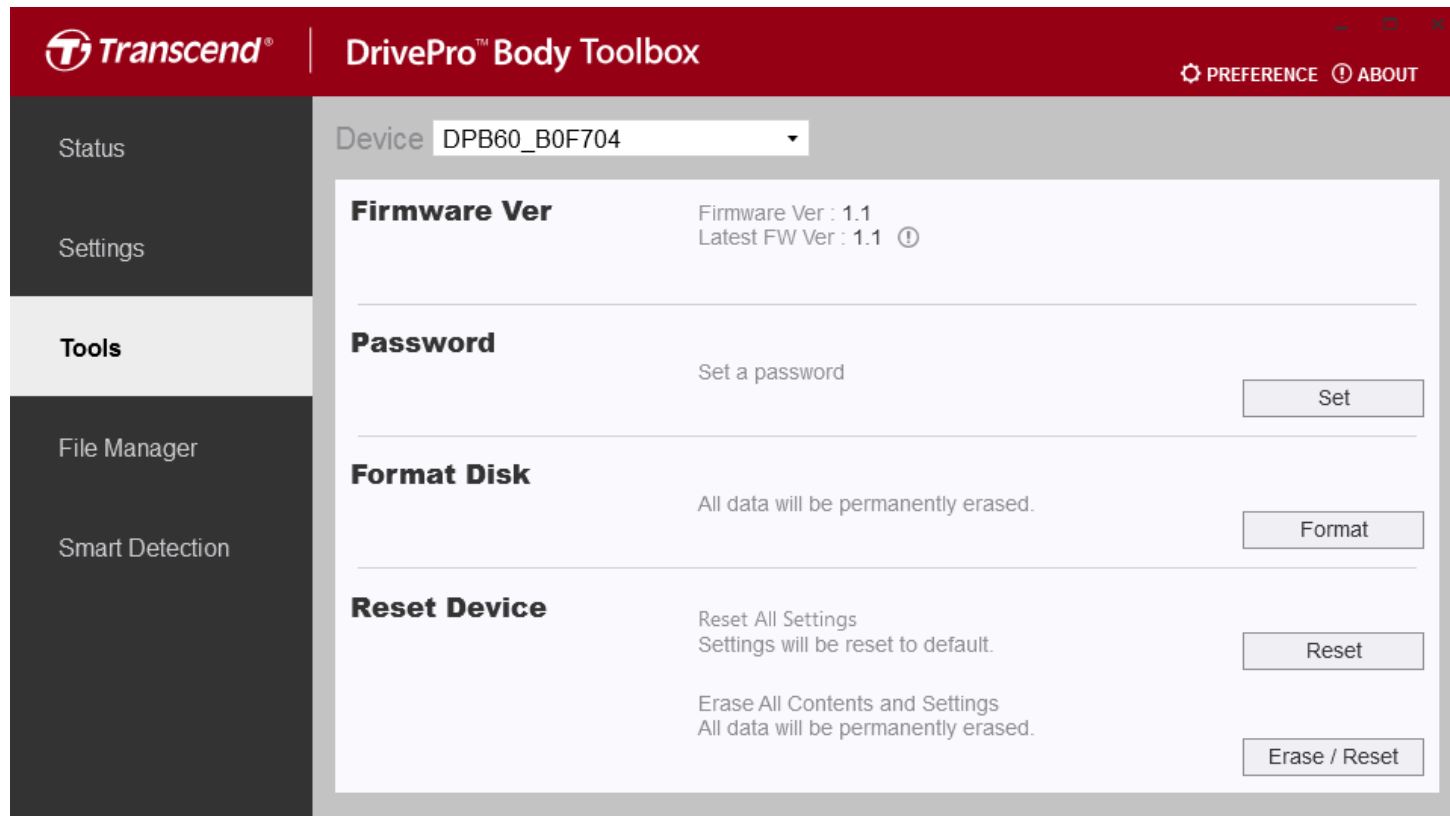 Transcend®
DrivePro™ Body Toolbox
PREFERENCE
ABOUT
Status
Settings
Tools
File Manager
Smart Detection
Device DPB60_B0F704
Firmware Ver
Firmware Ver : 1.1
Latest FW Ver : 1.1
Password
Set a password
Set
Format Disk
All data will be permanently erased.
Format
Reset Device
Reset All Settings
Settings will be reset to default.
Reset
Erase All Contents and Settings
All data will be permanently erased.
Erase / Reset